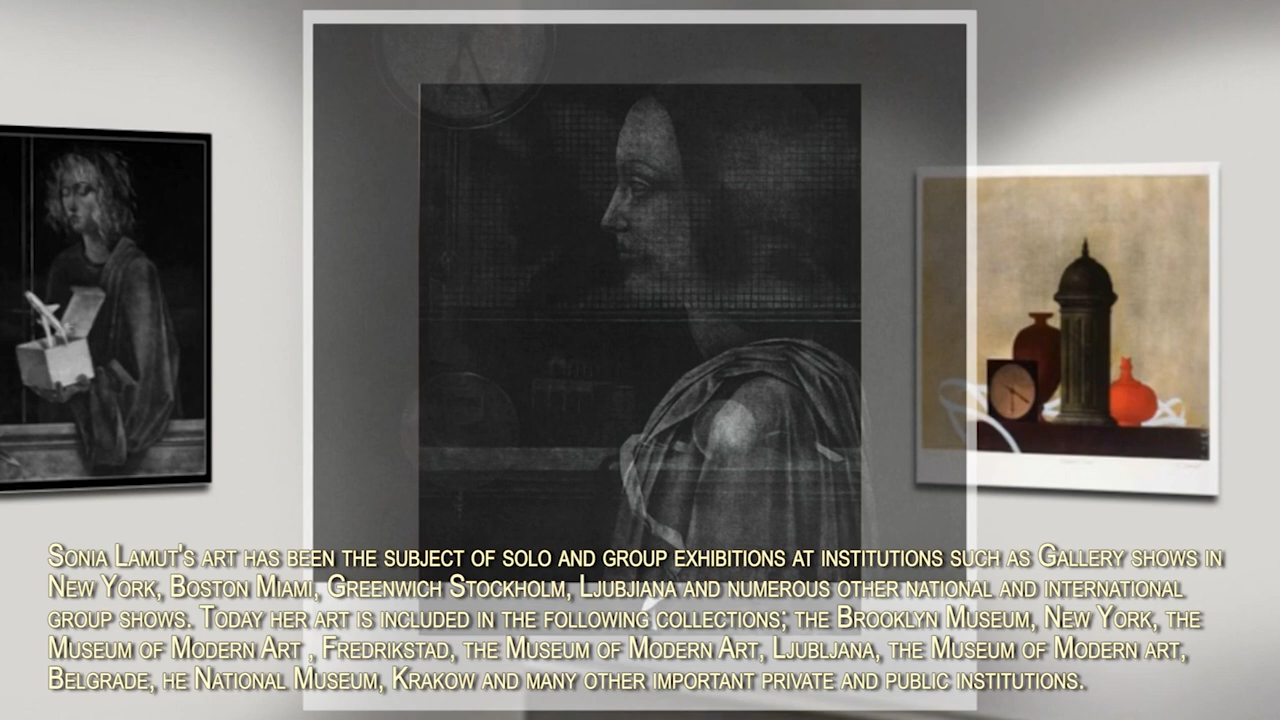 Sonia Lamut's art has been the subject of solo and group exhibitions at institutions such as Gallery shows in
New York, Boston Miami, Greenwich Stockholm, Ljubjiana and numerous other national and international
group shows. Today her art is included in the following collections; the Brooklyn Museum, New York, the
Museum of Modern Art , Fredrikstad, the Museum of Modern Art, Ljubljana, the Museum of Modern art,
Belgrade, he National Museum, Krakow and many other important private and public institutions.